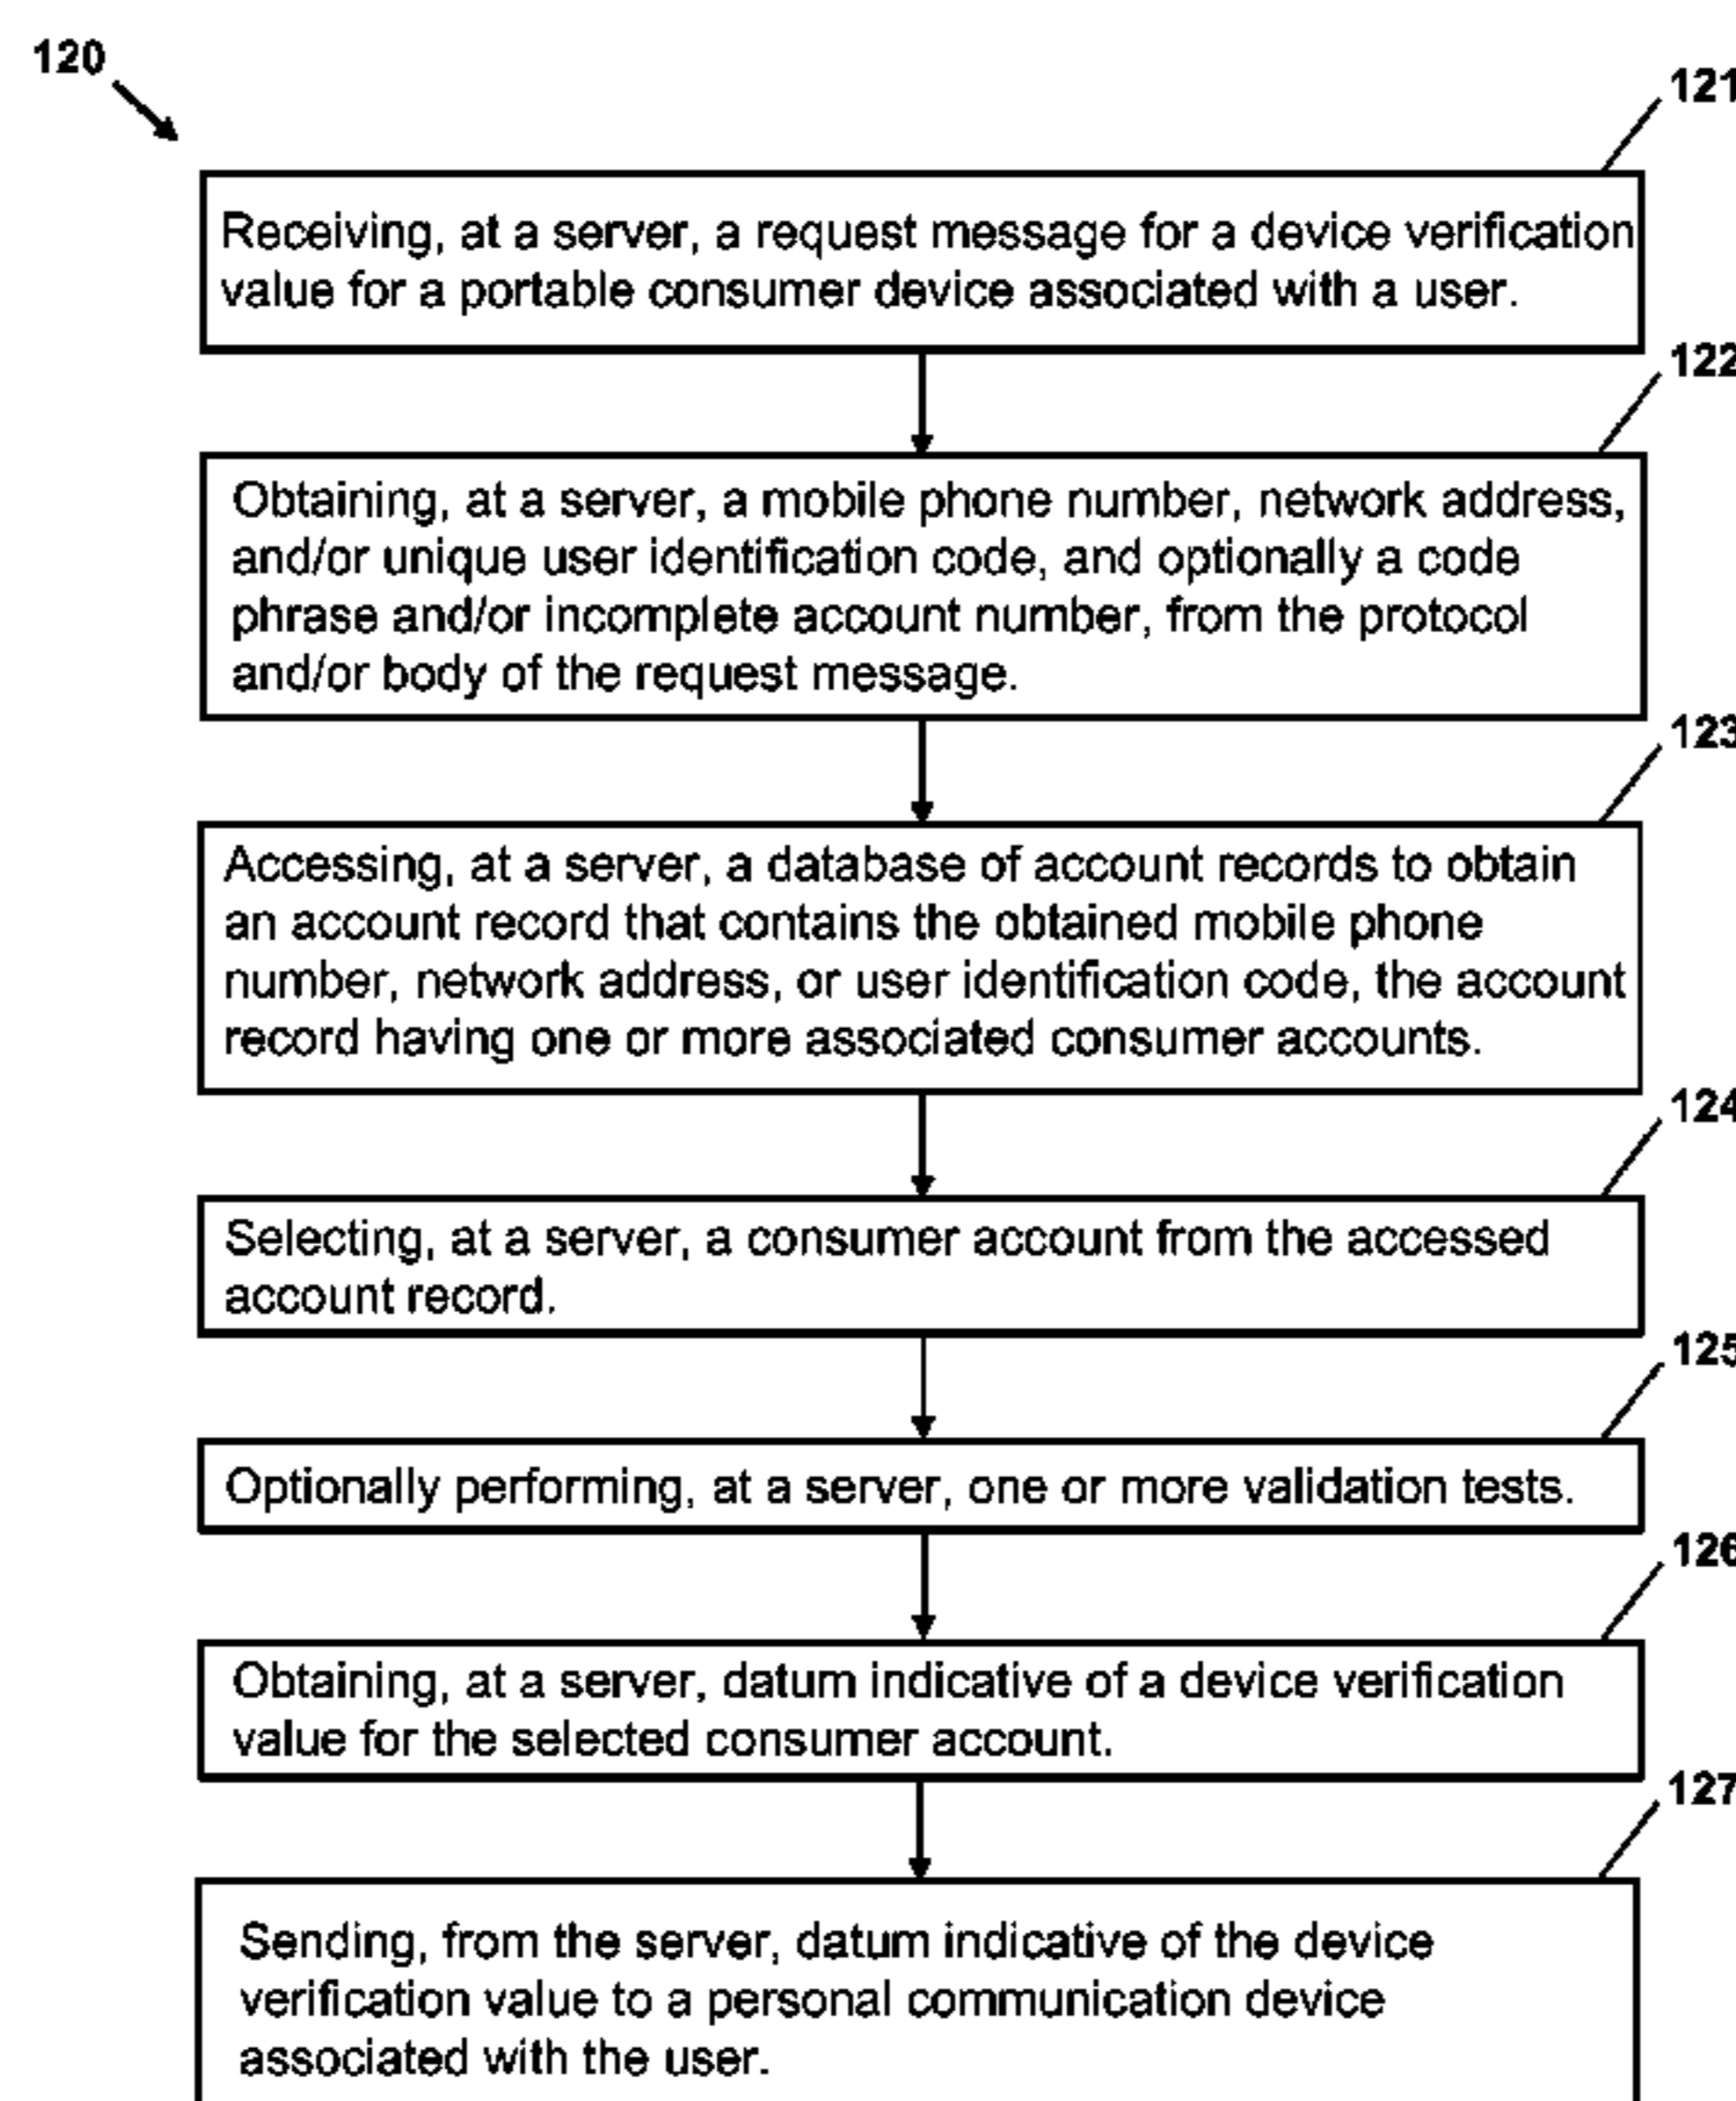 120
121
Receiving, at a server, a request message for a device verification
value for a portable consumer device associated with a user.
122
Obtaining, at a server, a mobile phone number, network address,
and/or unique user identification code, and optionally a code
phrase and/or incomplete account number, from the protocol
and/or body of the request message.
123
Accessing, at a server, a database of account records to obtain
an account record that contains the obtained mobile phone
number, network address, or user identification code, the account
record having one or more associated consumer accounts.
124
Selecting, at a server, a consumer account from the accessed
account record.
125
Optionally performing, at a server, one or more validation tests.
126
Obtaining, at a server, datum indicative of a device verification
value for the selected consumer account.
127
Sending, from the server, datum indicative of the device
verification value to a personal communication device
associated with the user.